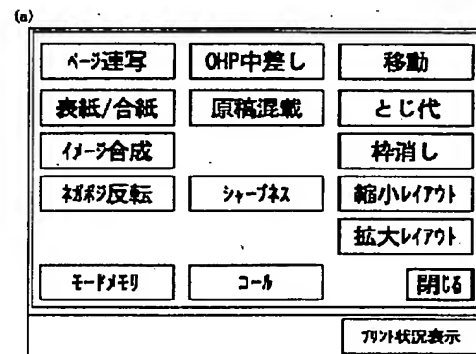 (a)
ﾍﾟｰｼﾞ連写 OHP中差し 移動
表紙/合紙 原稿混載 とじ代
ｲﾒｰｼﾞ合成 枠消し
ﾈｶﾞﾎﾟｼﾞ反転 ｼｬｰﾌﾟﾈｽ 縮小ﾚｲｱｳﾄ
拡大ﾚｲｱｳﾄ
ﾓｰﾄﾞﾒﾓﾘ ｺｰﾙ 閉じる
ﾌﾟﾘﾝﾄ状況表示